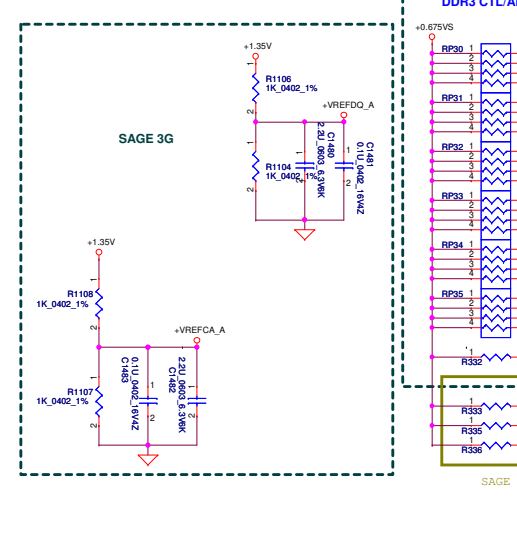 DDR3 CTL/A
+0.675VS
+1.35V
1
R1106
1K_0402_1%
2
+VREFDQ_A
SAGE 3G
1
R1104
1K_0402_1%
2
1
2
C1480
2.2U_0603_6.3V6K
1
2
C1481
0.1U_0402_16V4Z
RP30
1
2
3
4
RP31
1
2
3
4
RP32
1
2
3
4
RP33
1
2
3
4
RP34
1
2
3
4
RP35
1
2
3
4
1
R332
1
R333
1
R335
1
R336
SAGE
+1.35V
1
R1108
1K_0402_1%
2
+VREFCA_A
1
R1107
1K_0402_1%
2
1
2
C1483
0.1U_0402_16V4Z
1
2
C1482
2.2U_0603_6.3V6K